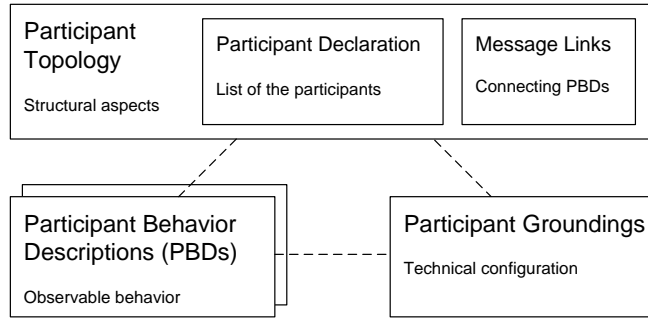 Participant
Topology
Structural aspects
Participant Declaration
List of the participants
Message Links
Connecting PBDs
Participant Behavior
Descriptions (PBDs)
Observable behavior
Participant Groundings
Technical configuration